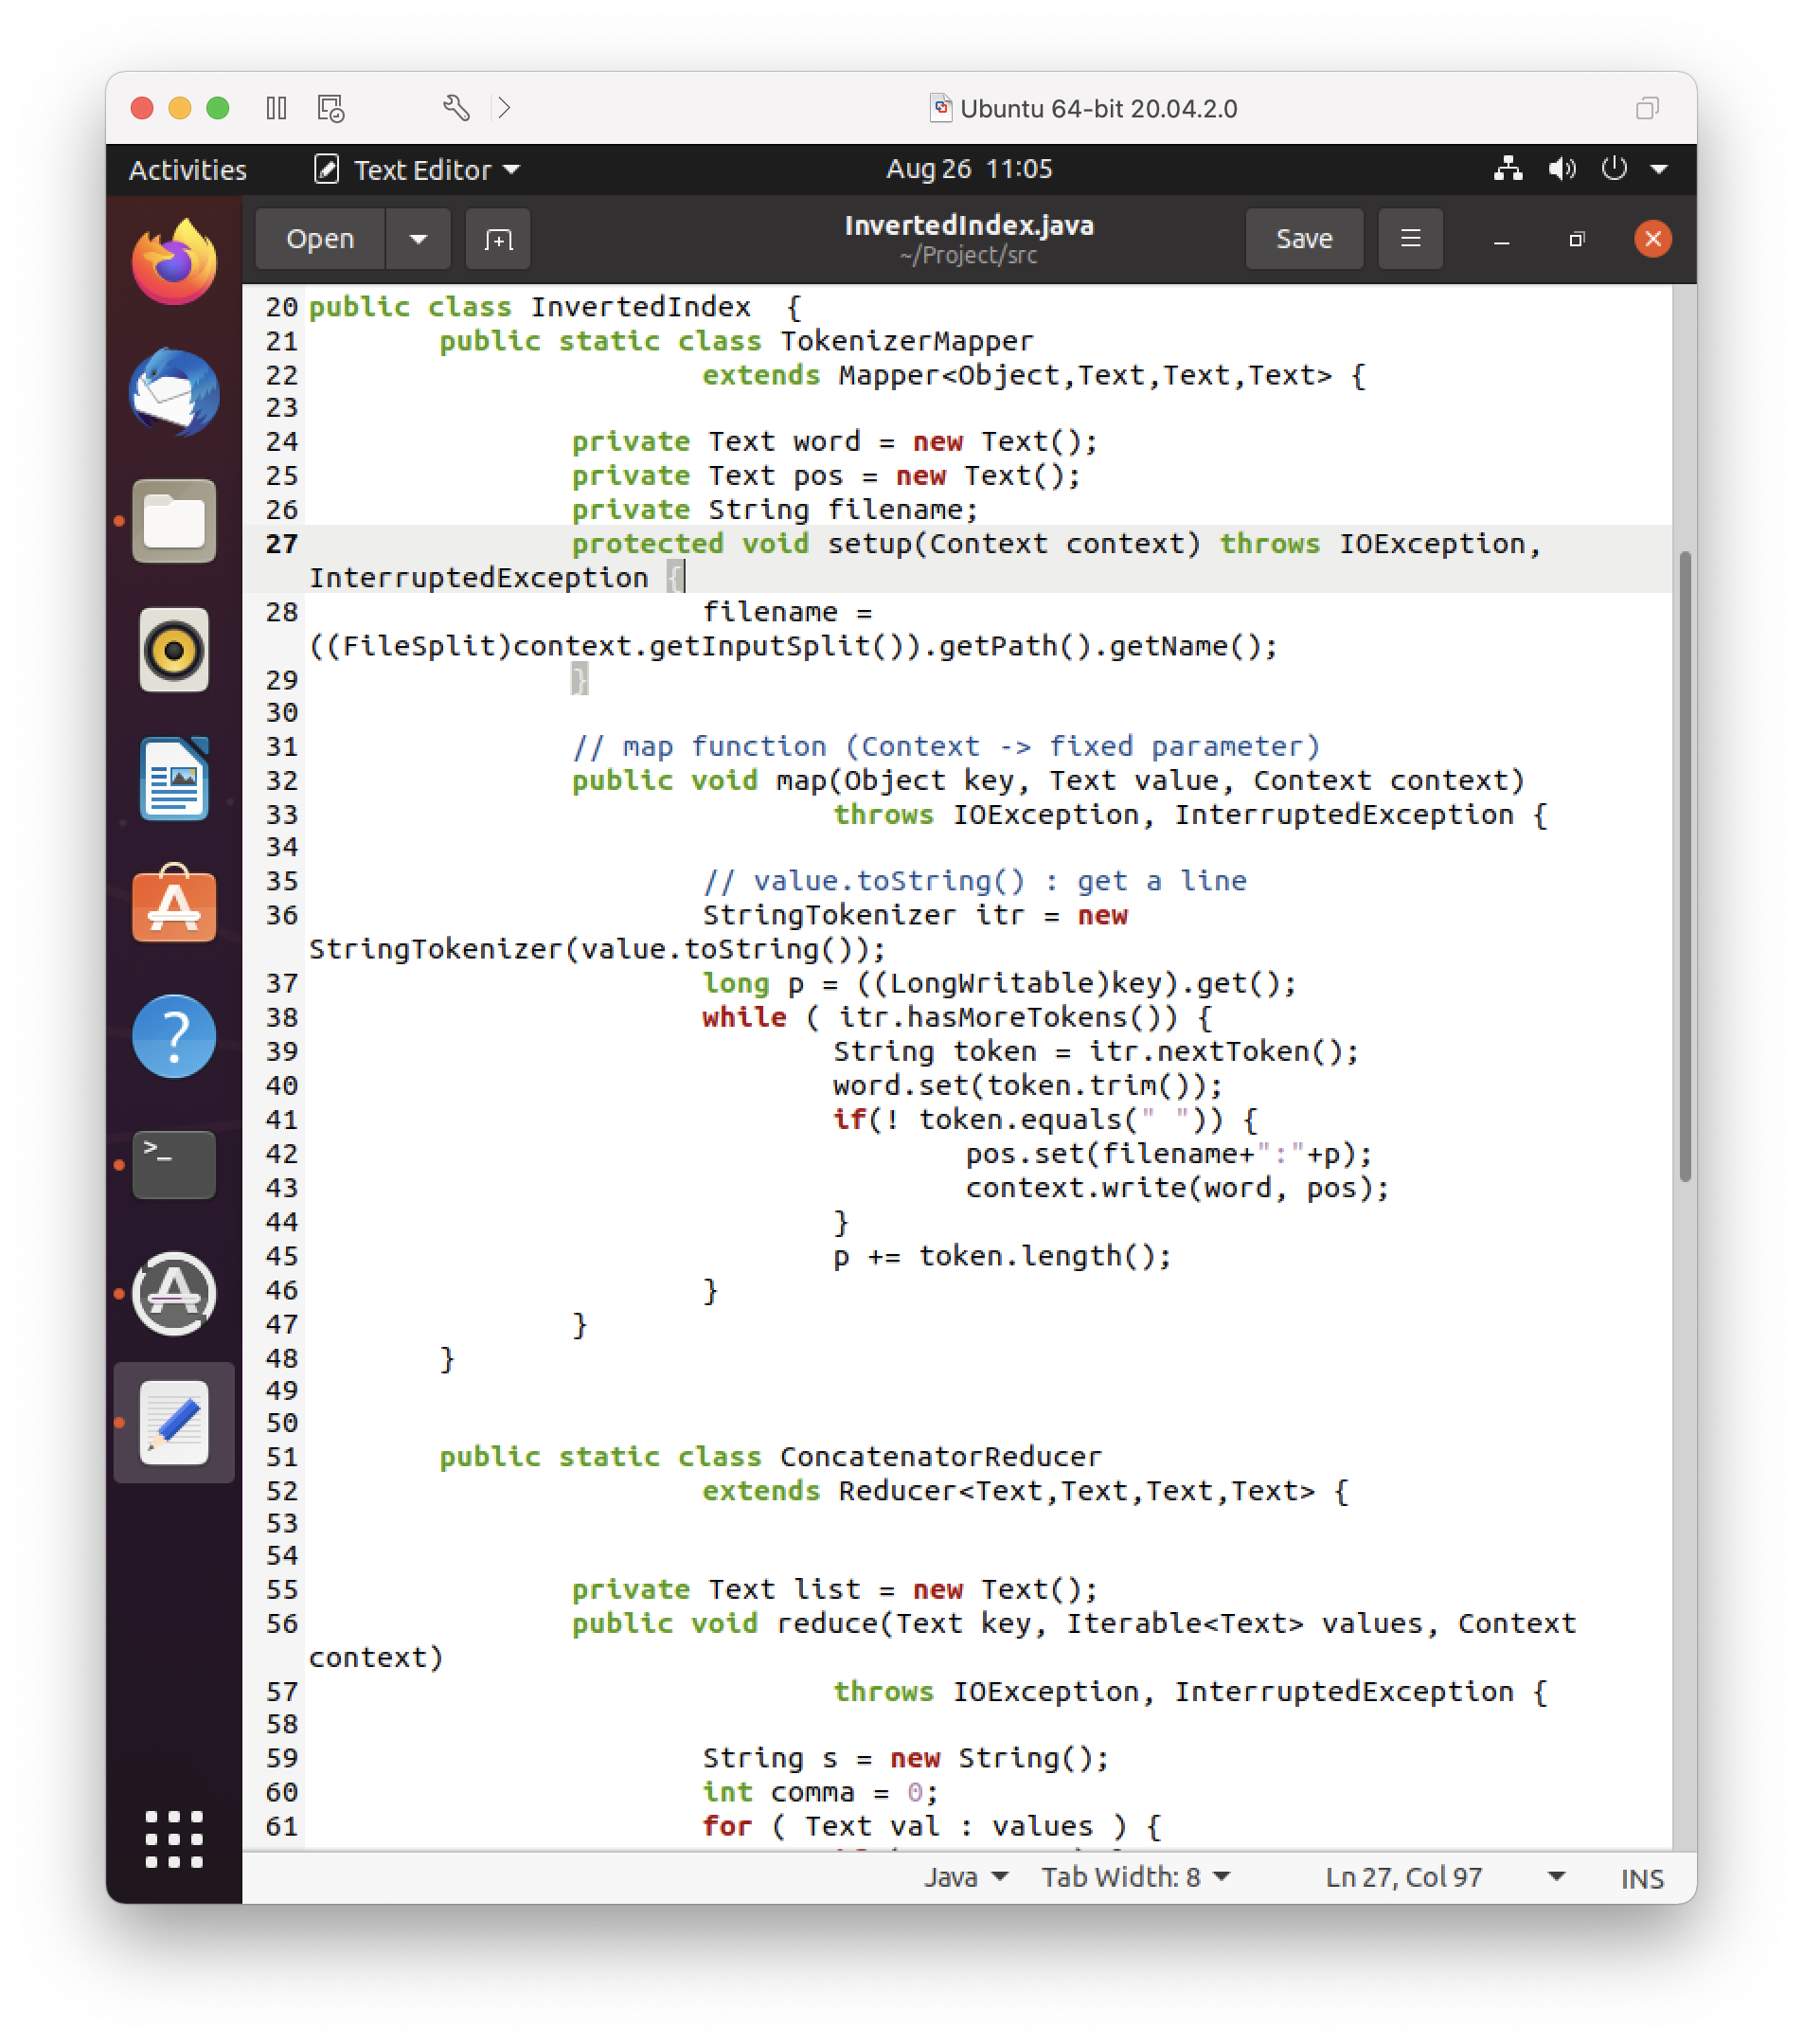 Ubuntu 64-bit 20.04.2.0
Activities Text Editor Aug 26 11:05
Open InvertedIndex.java Save
~/Project/src
20 public class InvertedIndex  {
21 public static class TokenizerMapper
22 extends Mapper<Object,Text,Text,Text> {
23
24 private Text word = new Text();
25 private Text pos = new Text();
26 private String filename;
27 protected void setup(Context context) throws IOException,
InterruptedException {
28 filename =
((FileSplit)context.getInputSplit()).getPath().getName();
29 }
30
31 // map function (Context -> fixed parameter)
32 public void map(Object key, Text value, Context context)
33 throws IOException, InterruptedException {
34
35 // value.toString() : get a line
36 StringTokenizer itr = new
StringTokenizer(value.toString());
37 long p = ((LongWritable)key).get();
38 while ( itr.hasMoreTokens()) {
39 String token = itr.nextToken();
40 word.set(token.trim());
41 if(! token.equals(" ")) {
42 pos.set(filename+":"+p);
43 context.write(word, pos);
44 }
45 p += token.length();
46 }
47 }
48 }
49
50
51 public static class ConcatenatorReducer
52 extends Reducer<Text,Text,Text,Text> {
53
54
55 private Text list = new Text();
56 public void reduce(Text key, Iterable<Text> values, Context
context)
57 throws IOException, InterruptedException {
58
59 String s = new String();
60 int comma = 0;
61 for ( Text val : values ) {
Java Tab Width: 8 Ln 27, Col 97 INS